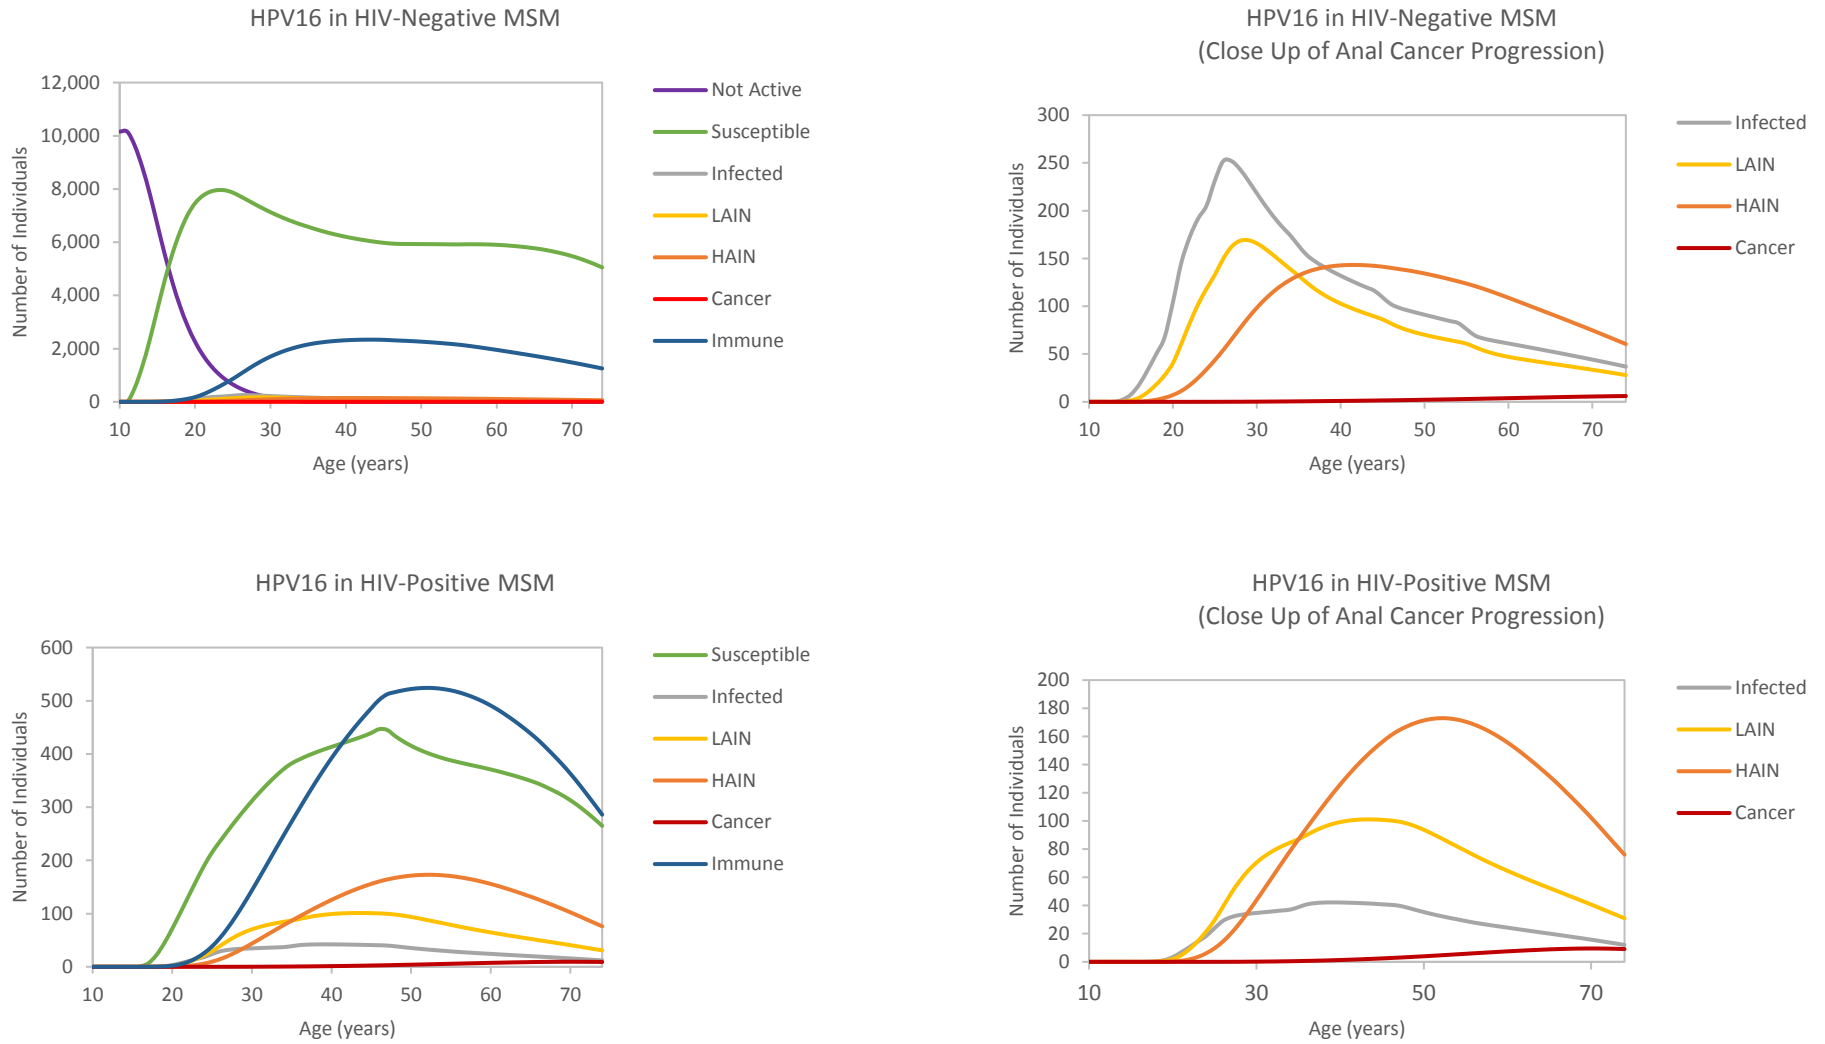 HPV16 in HIV-Negative MSM
12,000
10,000
8,000
6,000
4,000
2,000
0
10 20 30 40 50 60 70
Number of Individuals
Age (years)
Not Active
Susceptible
Infected
LAIN
HAIN
Cancer
Immune
HPV16 in HIV-Negative MSM
(Close Up of Anal Cancer Progression)
300
250
200
150
100
50
0
10 20 30 40 50 60 70
Number of Individuals
Age (years)
Infected
LAIN
HAIN
Cancer
HPV16 in HIV-Positive MSM
600
500
400
300
200
100
0
10 20 30 40 50 60 70
Number of Individuals
Age (years)
Susceptible
Infected
LAIN
HAIN
Cancer
Immune
HPV16 in HIV-Positive MSM
(Close Up of Anal Cancer Progression)
200
180
160
140
120
100
80
60
40
20
0
10 30 50 70
Number of Individuals
Age (years)
Infected
LAIN
HAIN
Cancer